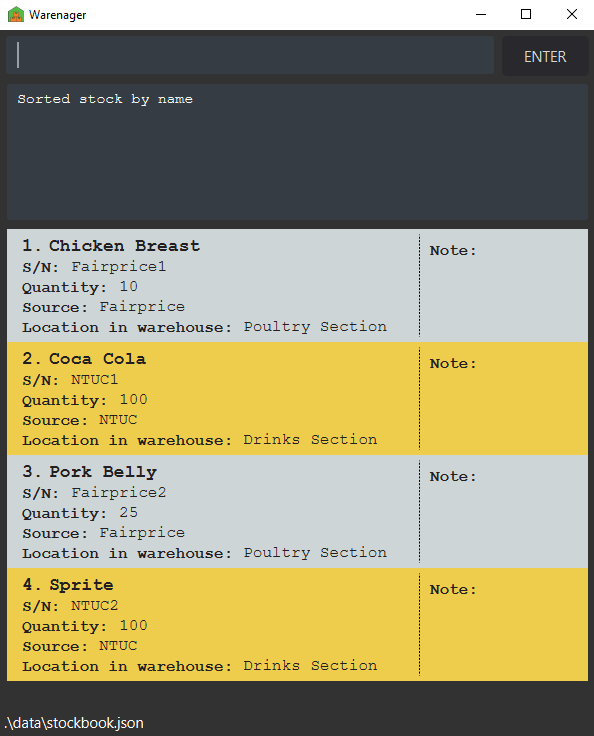 Warenager
ENTER
Sorted stock by name
1. Chicken Breast
S/N: Fairprice1
Quantity: 10
Source: Fairprice
Location in warehouse: Poultry Section
Note:
2. Coca Cola
S/N: NTUC1
Quantity: 100
Source: NTUC
Location in warehouse: Drinks Section
Note:
3. Pork Belly
S/N: Fairprice2
Quantity: 25
Source: Fairprice
Location in warehouse: Poultry Section
Note:
4. Sprite
S/N: NTUC2
Quantity: 100
Source: NTUC
Location in warehouse: Drinks Section
Note:
.\data\stockbook.json